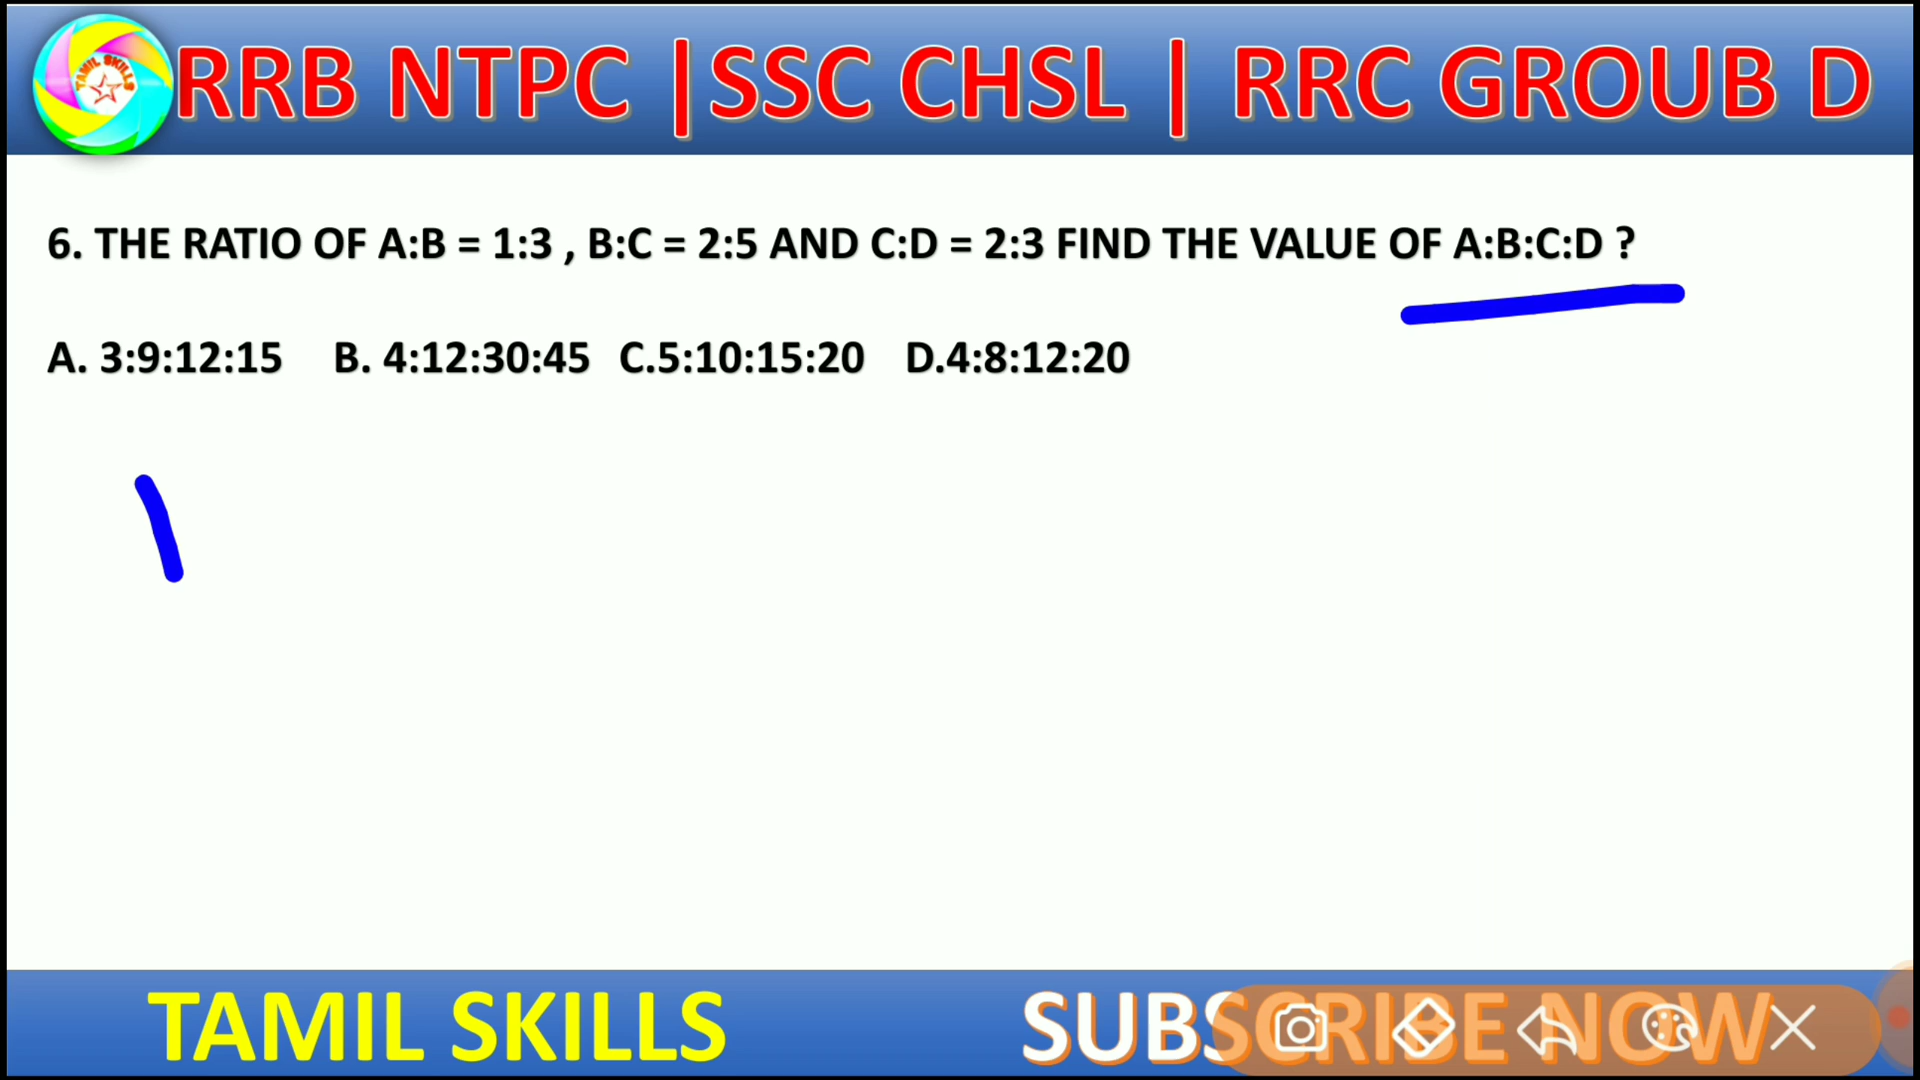 TAMIL SKILLS
RRB NTPC |SSC CHSL | RRC GROUB D
6. THE RATIO OF A:B = 1:3 , B:C = 2:5 AND C:D = 2:3 FIND THE VALUE OF A:B:C:D ?
A. 3:9:12:15 B. 4:12:30:45 C.5:10:15:20 D.4:8:12:20
TAMIL SKILLS
SUBSCRIBE NOW